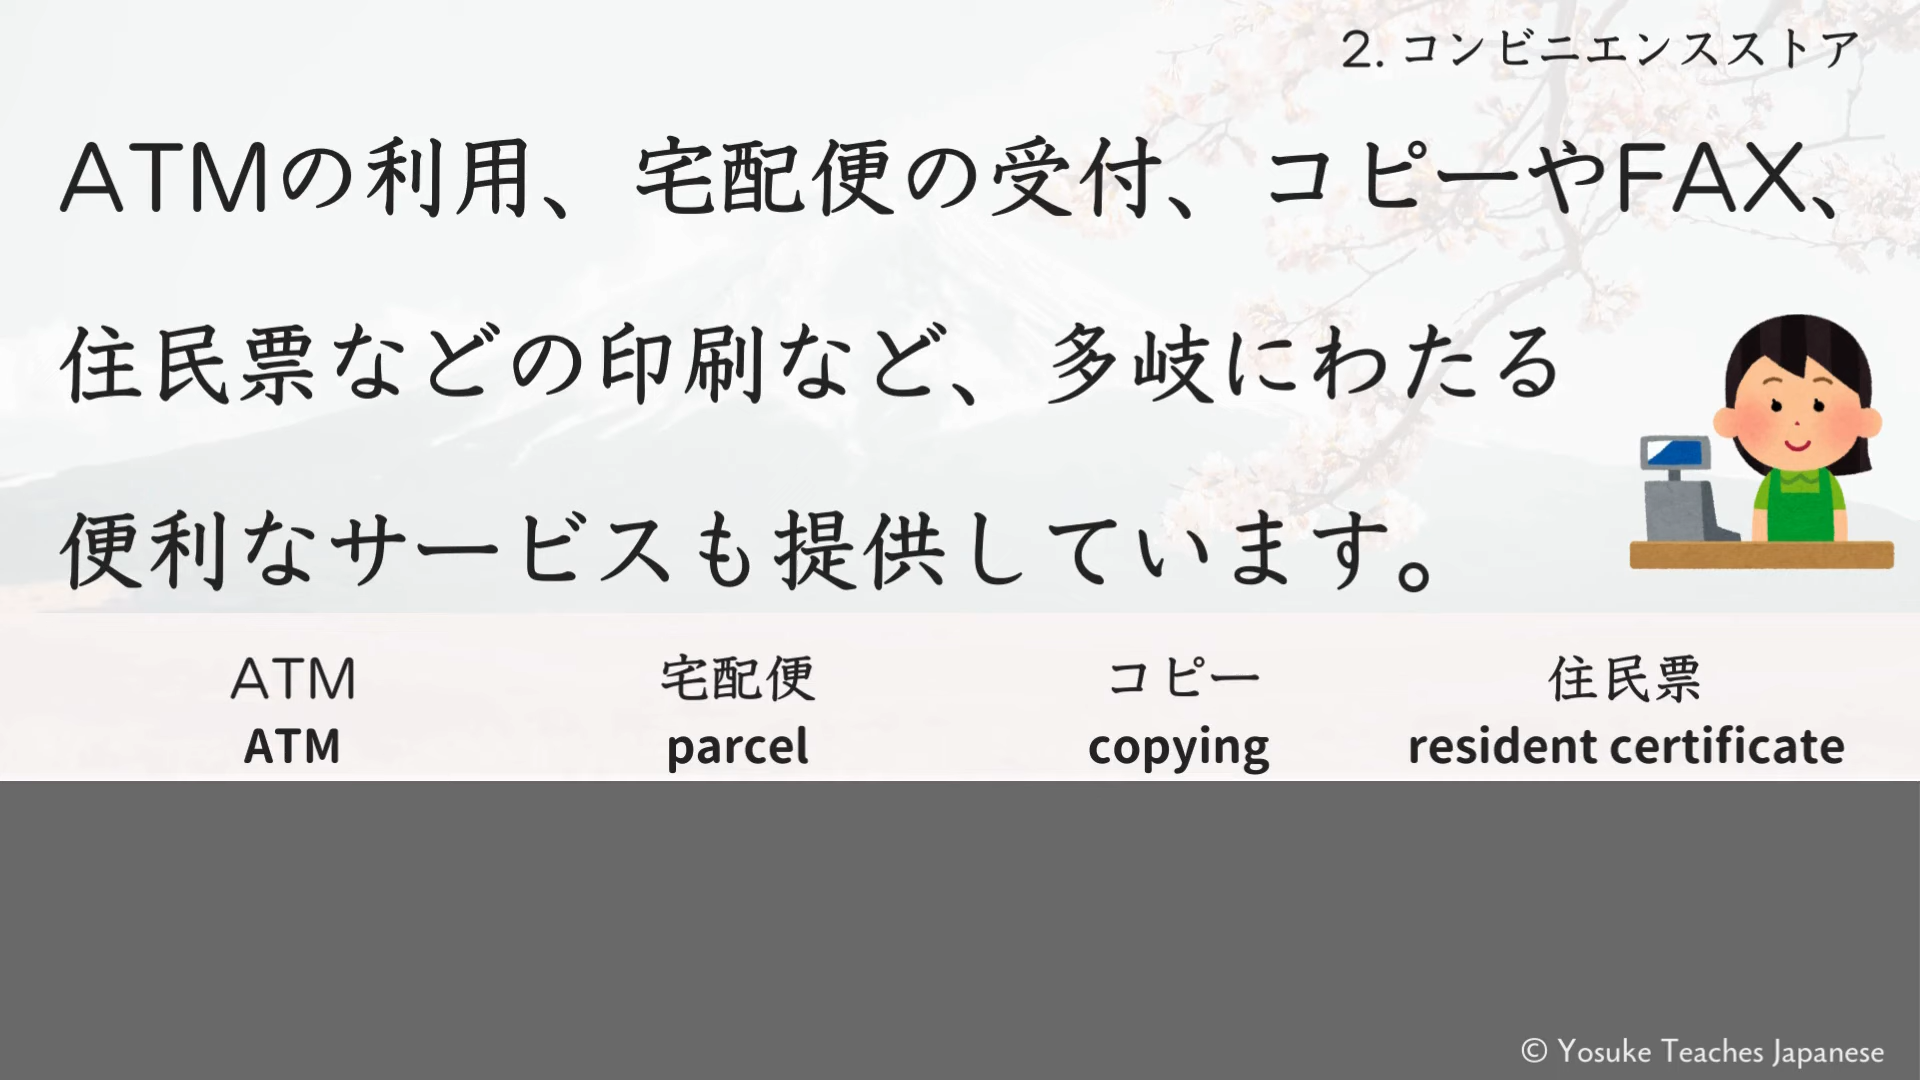 2. コンビニエンスストア
ATMの利用、宅配便の受付、コピーやFAX、
住民票などの印刷など、多岐にわたる
便利なサービスも提供しています。
ATM 宅配便 コピー 住民票
ATM parcel copying resident certificate
© Yosuke Teaches Japanese